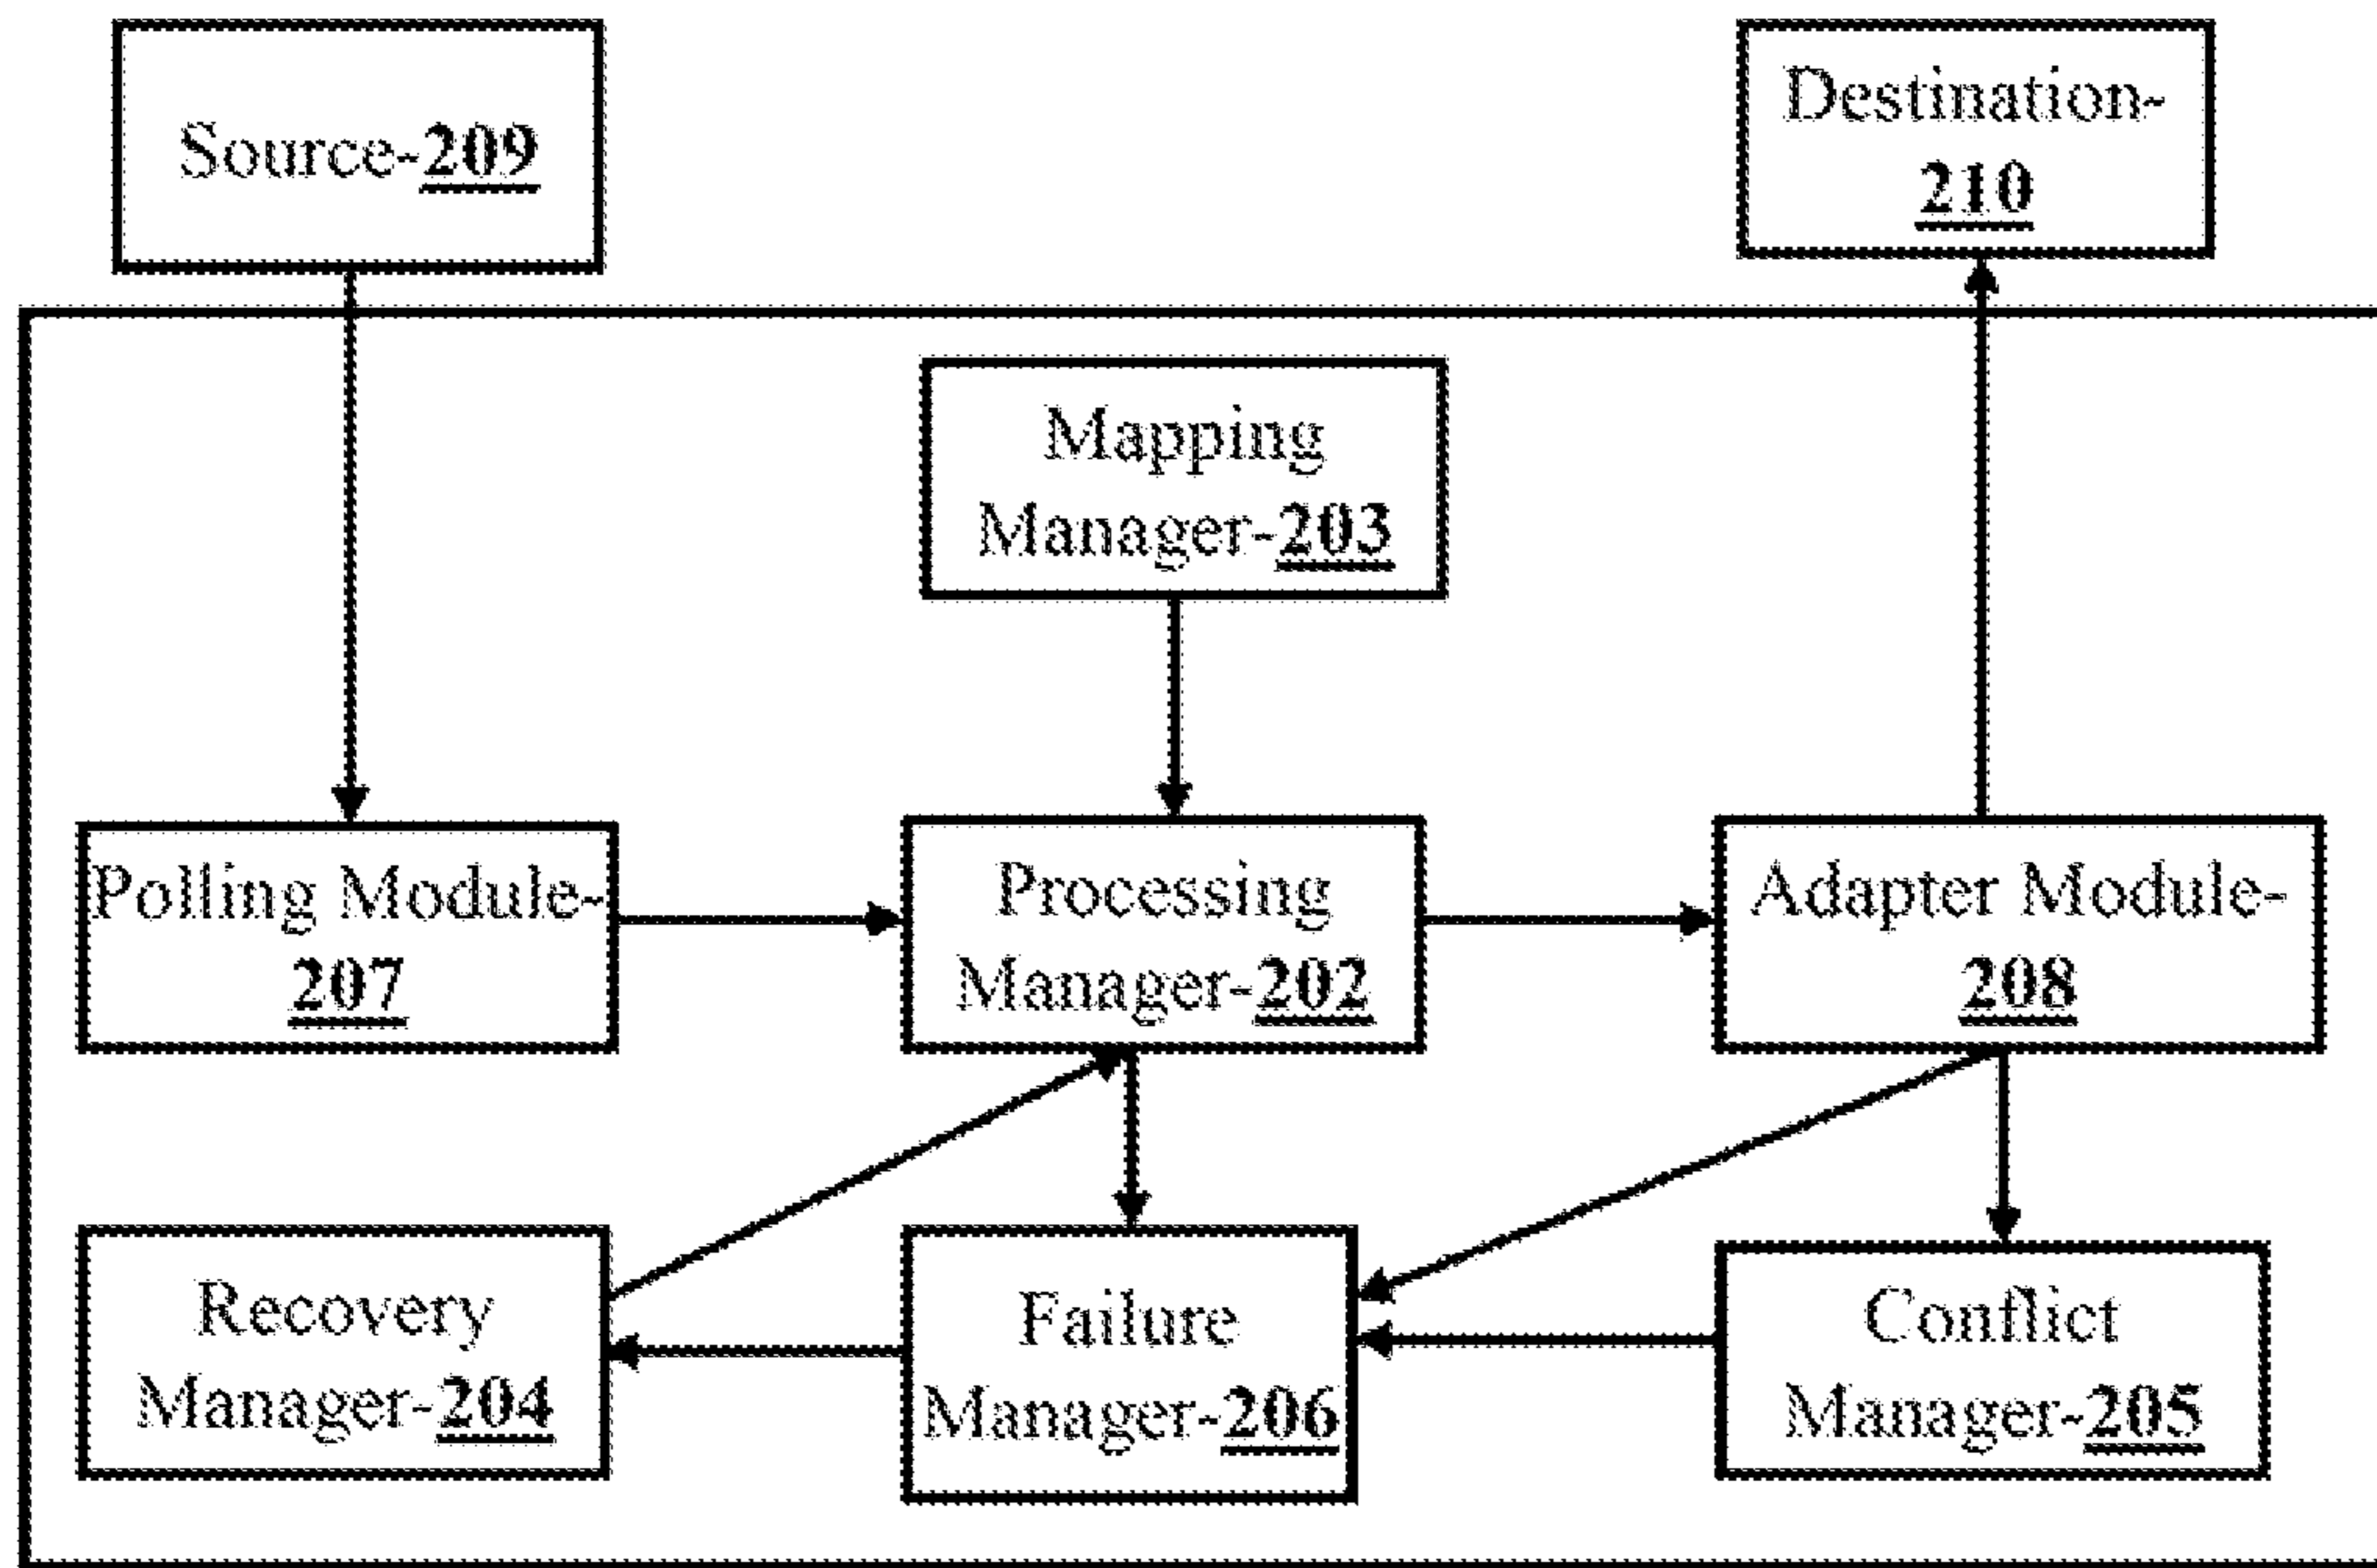 Source-209
Destination-
210
Mapping
Manager-203
Polling Module-
207
Processing
Manager-202
Adapter Module-
208
Recovery
Manager-204
Failure
Manager-206
Conflict
Manager-205